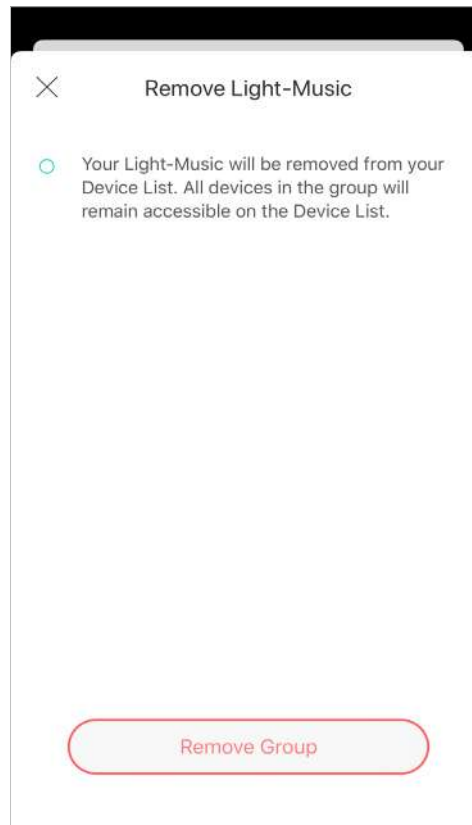 Remove Light-Music
Your Light-Music will be removed from your
Device List. All devices in the group will
remain accessible on the Device List.
Remove Group